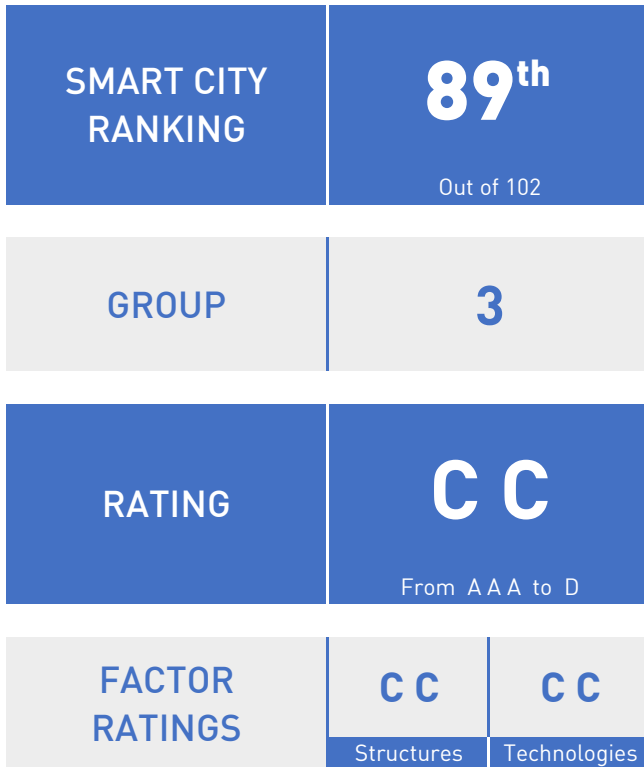 SMART CITY
RANKING
89th
Out of 102
GROUP
3
RATING
C C
From A A A to D
FACTOR
RATINGS
C C
C C
Structures
Technologies